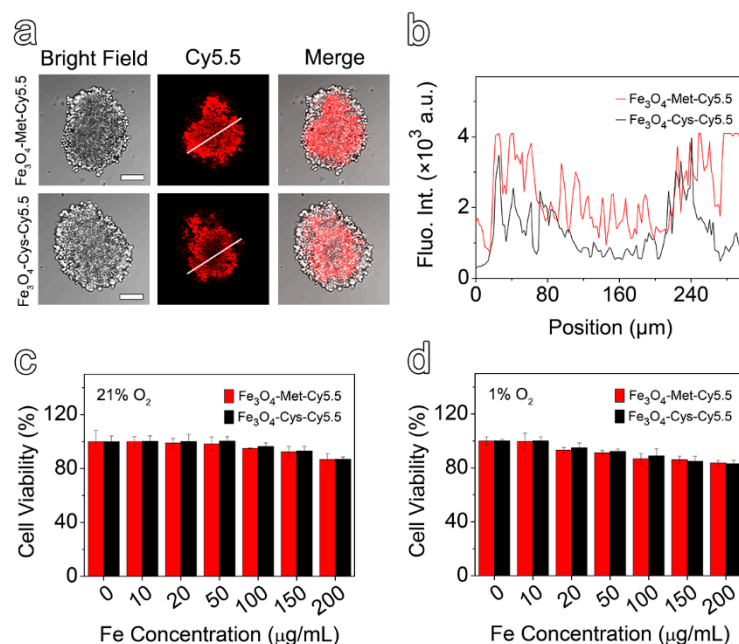 a
Bright Field Cy5.5 Merge
Fe3O4-Met-Cy5.5
Fe3O4-Cys-Cy5.5
b
Fe3O4-Met-Cy5.5
Fe3O4-Cys-Cy5.5
Fluo. Int. (×10³ a.u.)
6
4
2
0
0 80 160 240
Position (μm)
c
21% O2
Fe3O4-Met-Cy5.5
Fe3O4-Cys-Cy5.5
Cell Viability (%)
120
80
40
0
0 10 20 50 100 150 200
Fe Concentration (μg/mL)
d
1% O2
Fe3O4-Met-Cy5.5
Fe3O4-Cys-Cy5.5
Cell Viability (%)
120
80
40
0
0 10 20 50 100 150 200
Fe Concentration (μg/mL)